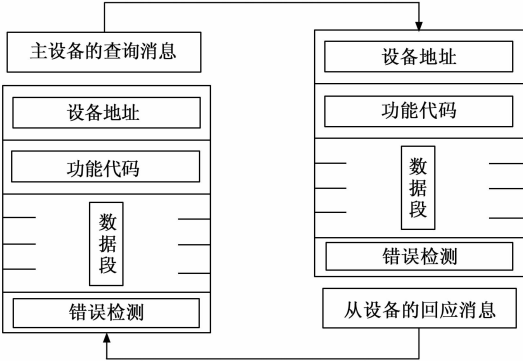 主设备的查询消息
设备地址
功能代码
数据段
错误检测
设备地址
功能代码
数据段
错误检测
从设备的回应消息